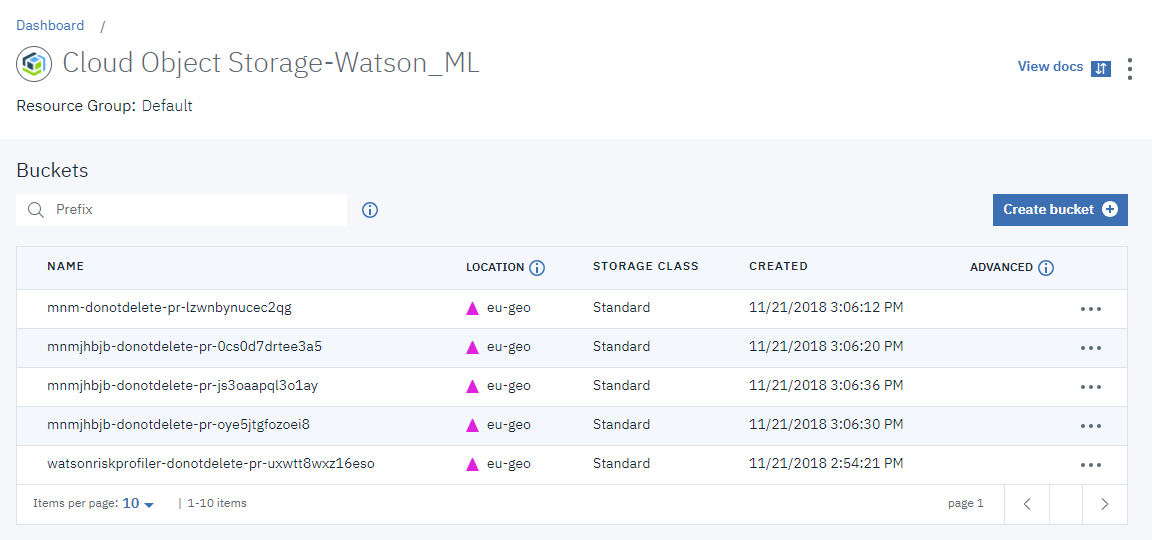 Dashboard /
Cloud Object Storage-Watson_ML
View docs
Resource Group: Default
Buckets
Prefix
Create bucket
NAME LOCATION STORAGE CLASS CREATED ADVANCED
mnm-donotdelete-pr-lzwnbynucec2qg eu-geo Standard 11/21/2018 3:06:12 PM
mnmjhbjb-donotdelete-pr-0cs0d7drtee3a5 eu-geo Standard 11/21/2018 3:06:20 PM
mnmjhbjb-donotdelete-pr-js3oaapql3o1ay eu-geo Standard 11/21/2018 3:06:36 PM
mnmjhbjb-donotdelete-pr-oye5jtgfozoei8 eu-geo Standard 11/21/2018 3:06:30 PM
watsonriskprofiler-donotdelete-pr-uxwtt8wxz16eso eu-geo Standard 11/21/2018 2:54:21 PM
Items per page: 10 | 1-10 items page 1